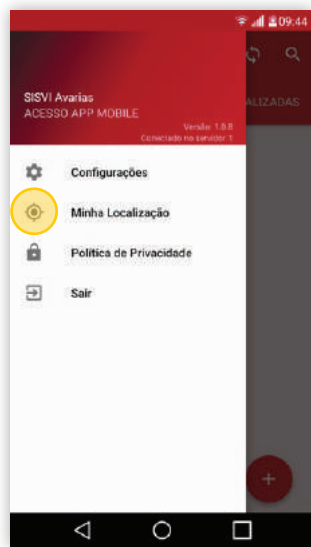 09:44
SISVI Avarias
ACESSO APP MOBILE
Versão: 1.8.8
Conectado no servidor 1
ALIZADAS
Configurações
Minha Localização
Política de Privacidade
Sair